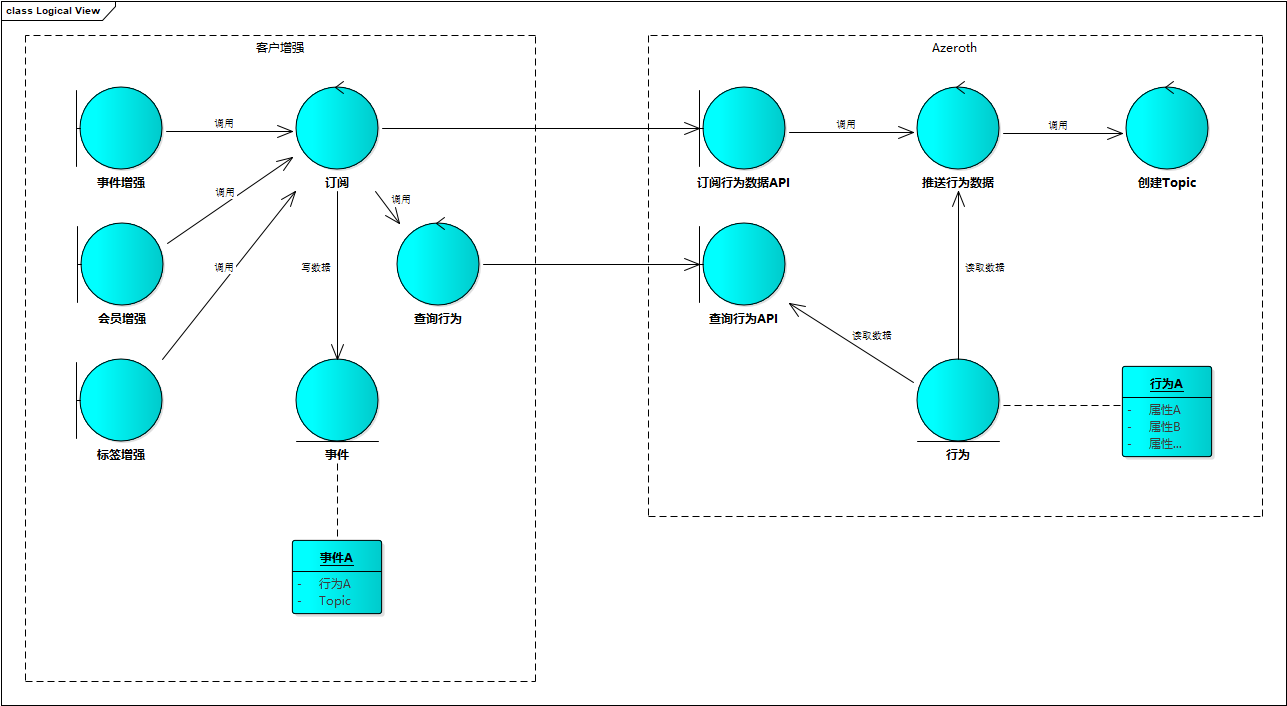 class Logical View
客户增强
Azeroth
调用
调用
调用
事件增强
订阅
订阅行为数据API
推送行为数据
创建Topic
调用
调用
调用
写数据
读取数据
会员增强
查询行为
查询行为API
读取数据
行为A
- 属性A
- 属性B
- 属性...
标签增强
事件
行为
事件A
- 行为A
- Topic